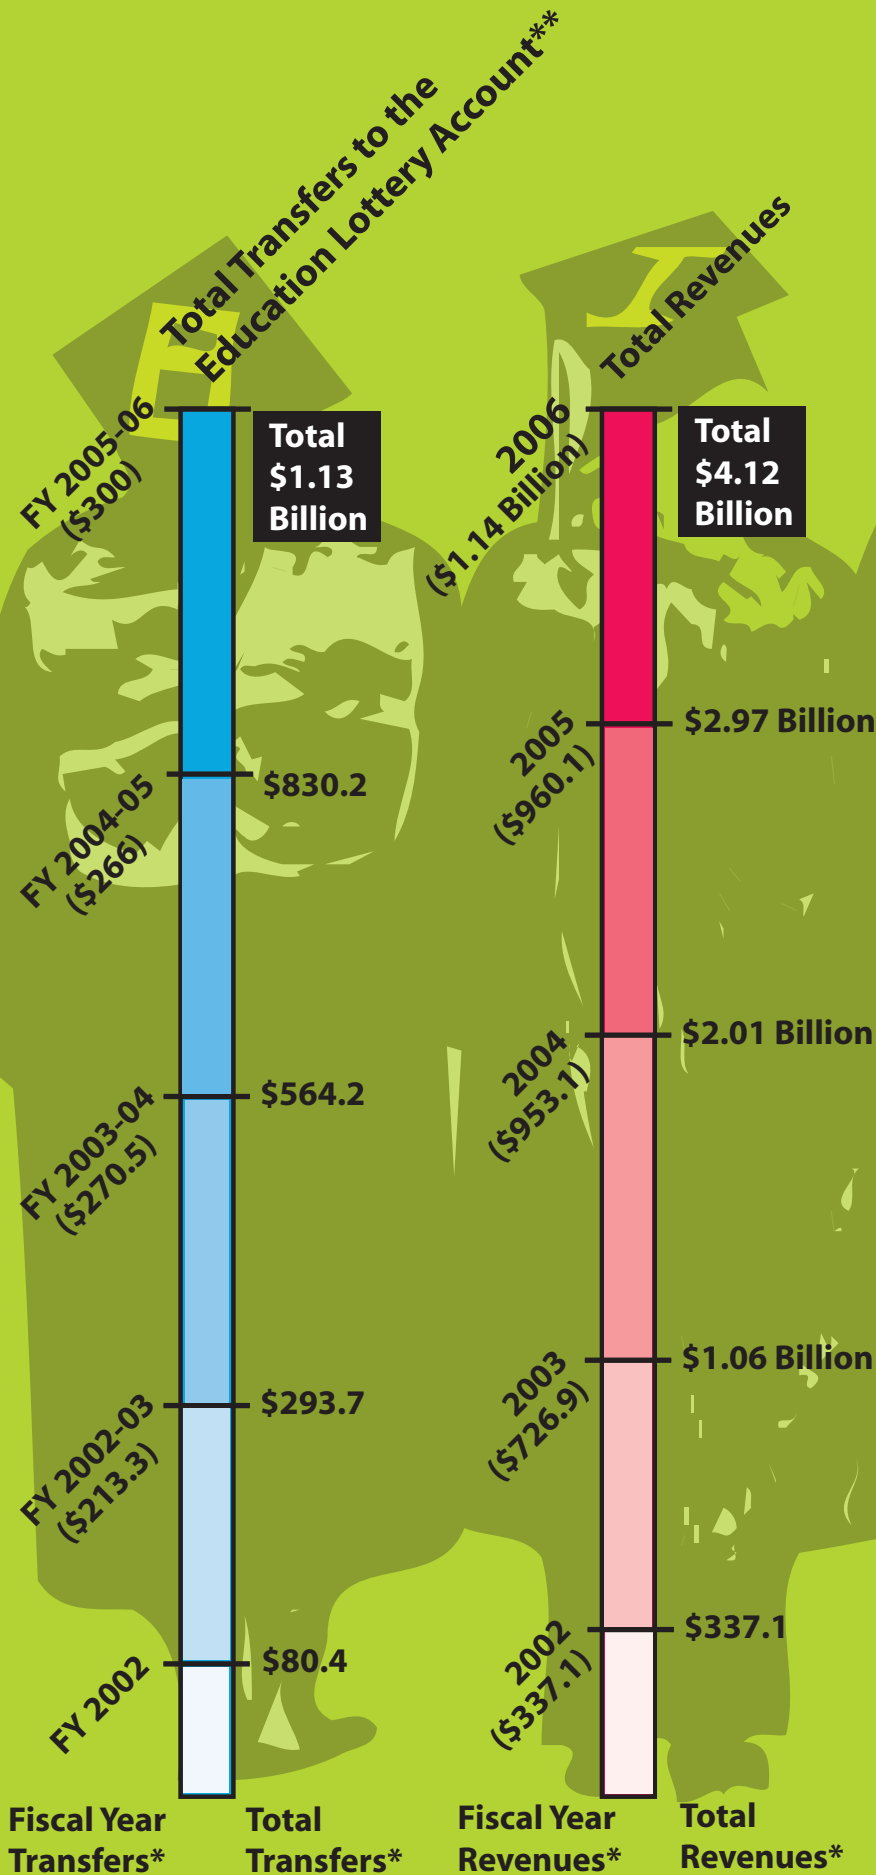 Total Transfers to the
Education Lottery Account**
Total Revenues
H
I
FY 2005-06
($300)
Total
$1.13
Billion
FY 2004-05
($266)
$830.2
FY 2003-04
($270.5)
$564.2
FY 2002-03
($213.3)
$293.7
FY 2002
$80.4
Fiscal Year
Transfers*
Total
Transfers*
2006
($1.14 Billion)
Total
$4.12
Billion
2005
($960.1)
$2.97 Billion
2004
($953.1)
$2.01 Billion
2003
($726.9)
$1.06 Billion
2002
($337.1)
$337.1
Fiscal Year
Revenues*
Total
Revenues*